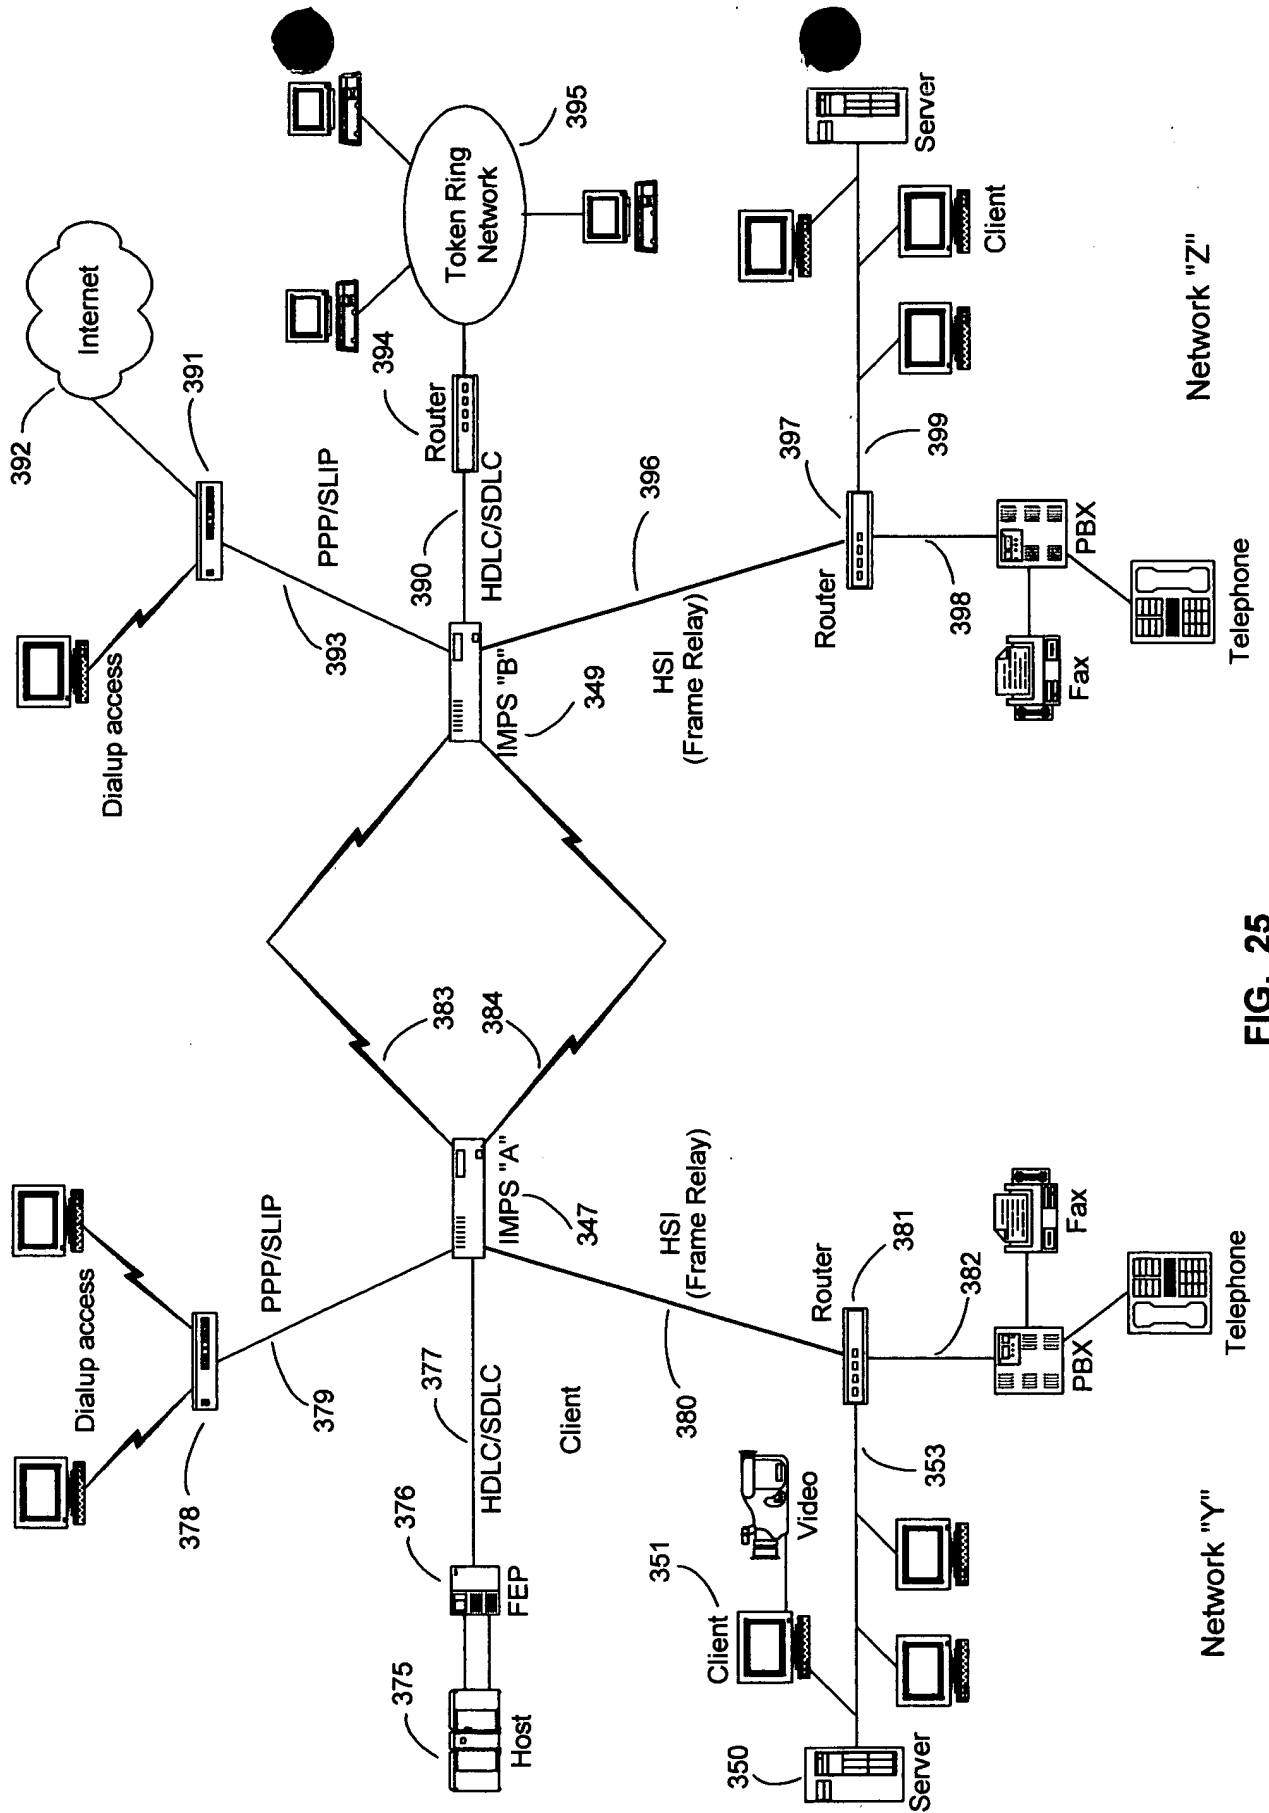 Dialup access
PPP/SLIP
378
379
Host
375
FEP
376
HDLC/SDLC
377
IMPS "A"
347
383
384
Client
HSI
(Frame Relay)
380
Router
381
382
353
Server
350
Client
351
Video
PBX
Fax
Telephone
Network "Y"
Dialup access
Internet
392
391
PPP/SLIP
393
IMPS "B"
349
HDLC/SDLC
390
Router
394
Token Ring
Network
395
HSI
(Frame Relay)
396
Router
397
399
398
Server
Client
PBX
Fax
Telephone
Network "Z"
FIG. 25